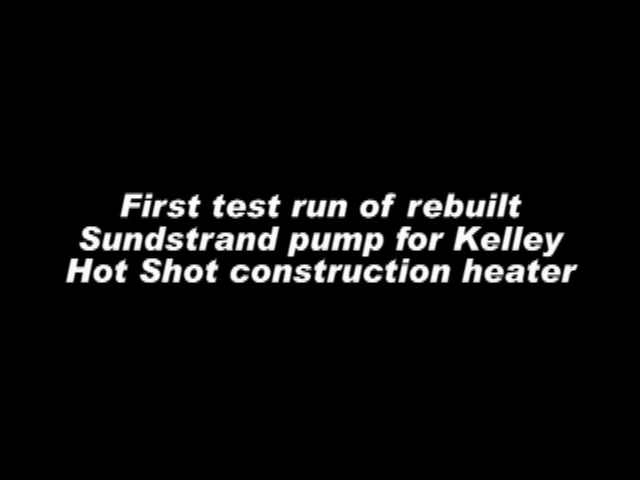 First test run of rebuilt
Sundstrand pump for Kelley
Hot Shot construction heater